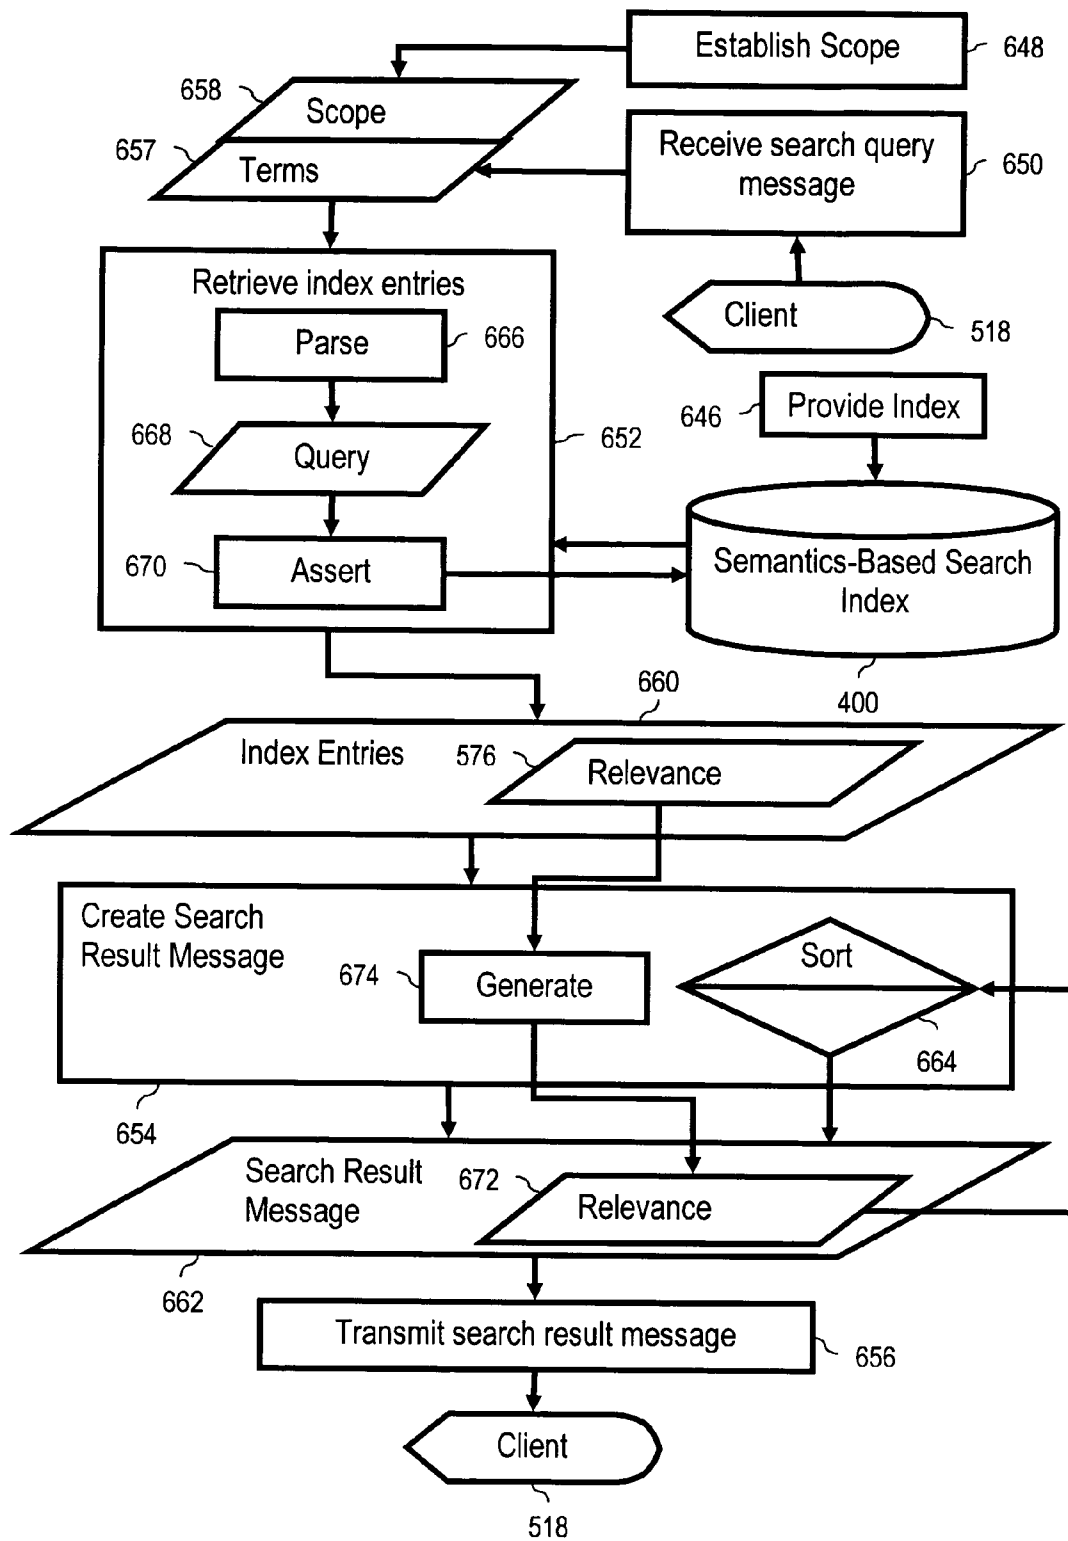 Establish Scope
648
658
Scope
657
Terms
Receive search query
message
650
Retrieve index entries
Client
518
Parse
666
646
Provide Index
668
Query
652
670
Assert
Semantics-Based Search
Index
400
660
Index Entries
576
Relevance
Create Search
Result Message
674
Generate
Sort
664
654
Search Result
Message
672
Relevance
662
Transmit search result message
656
Client
518